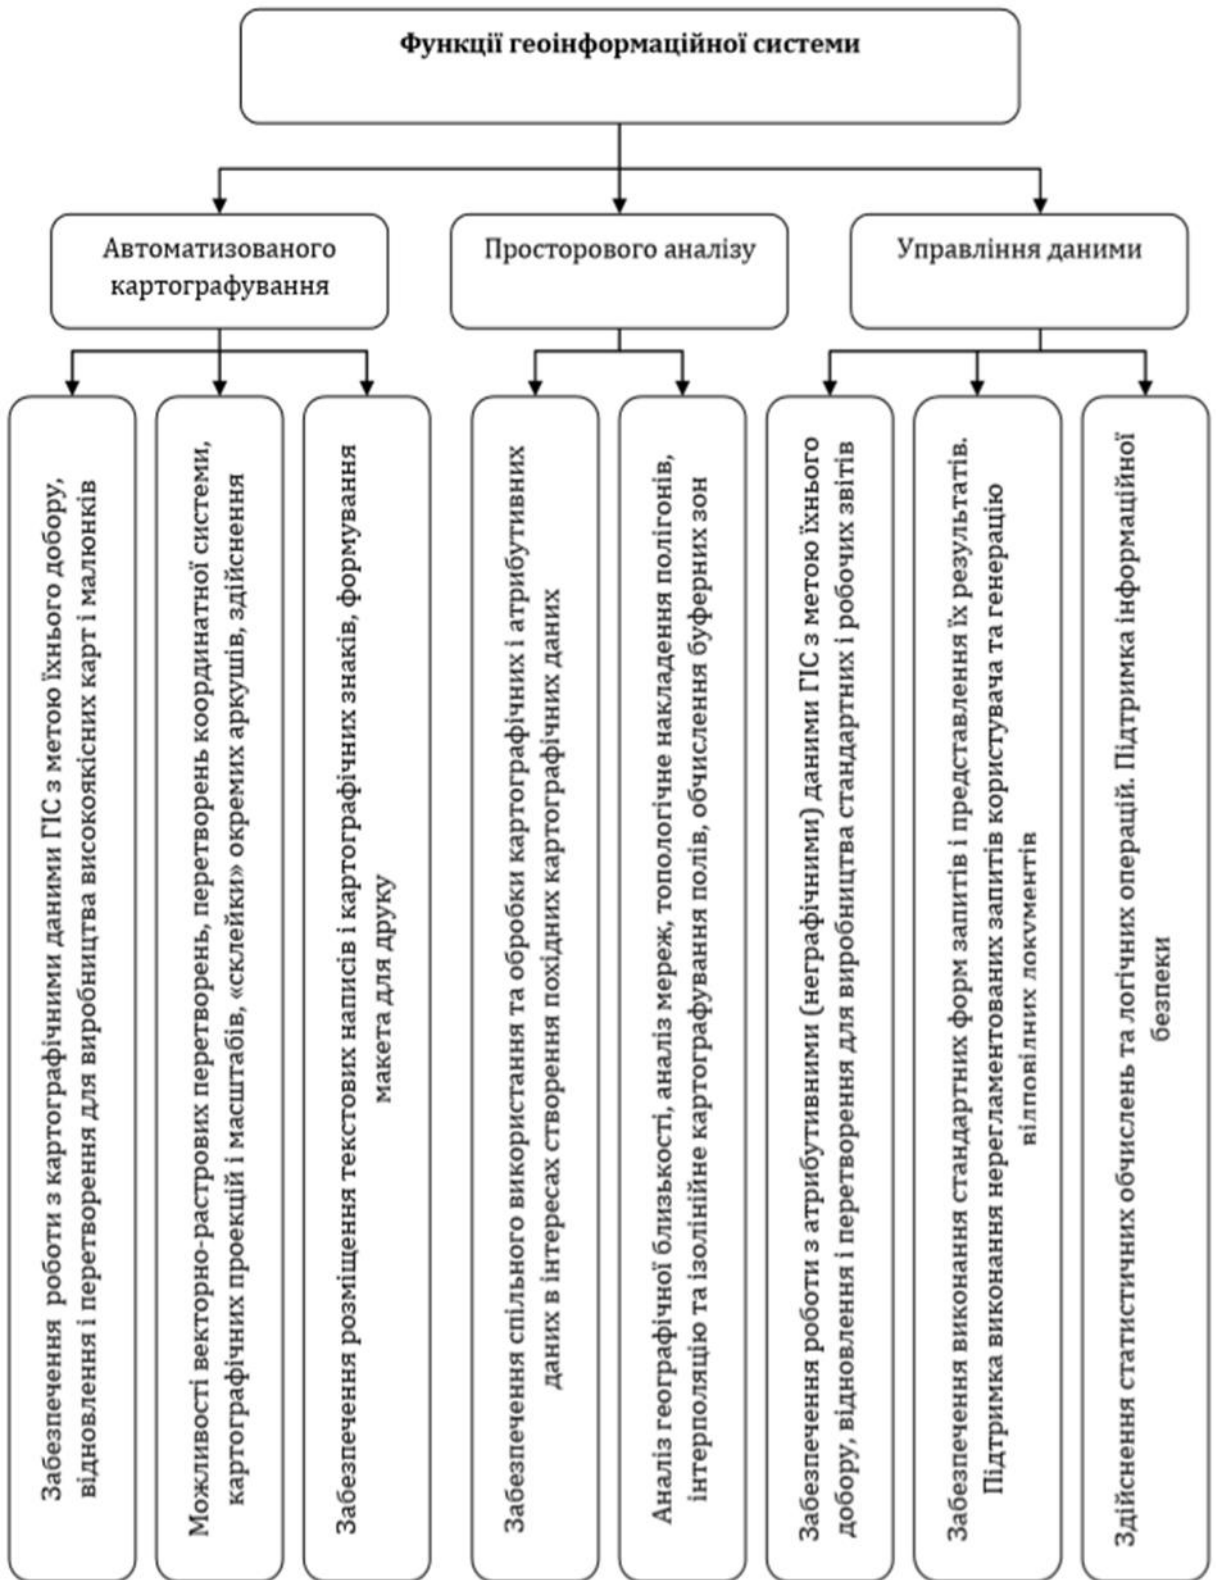 Функції геоінформаційної системи
Автоматизованого
картографування
Просторового аналізу
Управління даними
Забезпечення роботи з картографічними даними ГІС з метою їхнього добору,
відновлення і перетворення для виробництва високоякісних карт і малюнків
Можливості векторно-растрових перетворень, перетворень координатної системи,
картографічних проекцій і масштабів, «склейки» окремих аркушів, здійснення
Забезпечення розміщення текстових написів і картографічних знаків, формування
макета для друку
Забезпечення спільного використання та обробки картографічних і атрибутивних
даних в інтересах створення похідних картографічних даних
Аналіз географічної близькості, аналіз мереж, топологічне накладення полігонів,
інтерполяцію та ізолінійне картографування полів, обчислення буферних зон
Забезпечення роботи з атрибутивними (неграфічними) даними ГІС з метою їхнього
добору, відновлення і перетворення для виробництва стандартних і робочих звітів
Забезпечення виконання стандартних форм запитів і представлення їх результатів.
Підтримка виконання нерегламентованих запитів користувача та генерацію
відповідних документів
Здійснення статистичних обчислень та логічних операцій. Підтримка інформаційної
безпеки